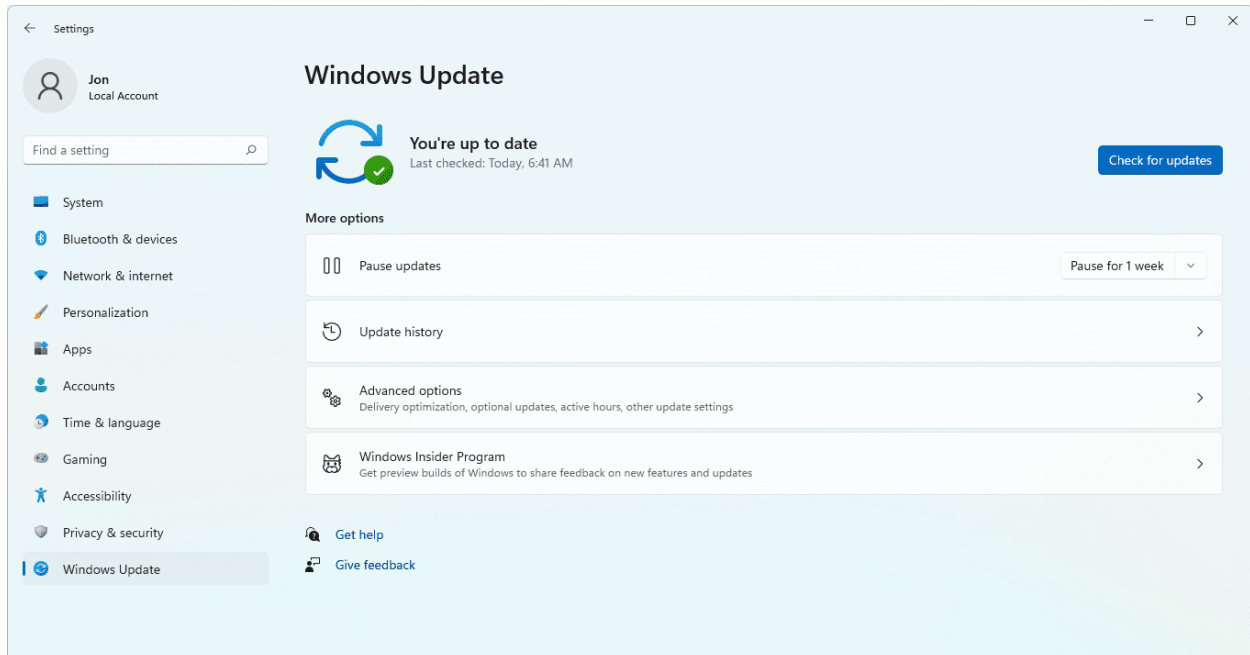 Settings
Jon
Local Account
Find a setting
System
Bluetooth & devices
Network & internet
Personalization
Apps
Accounts
Time & language
Gaming
Accessibility
Privacy & security
Windows Update
Windows Update
You're up to date
Last checked: Today, 6:41 AM
Check for updates
More options
Pause updates
Pause for 1 week
Update history
Advanced options
Delivery optimization, optional updates, active hours, other update settings
Windows Insider Program
Get preview builds of Windows to share feedback on new features and updates
Get help
Give feedback